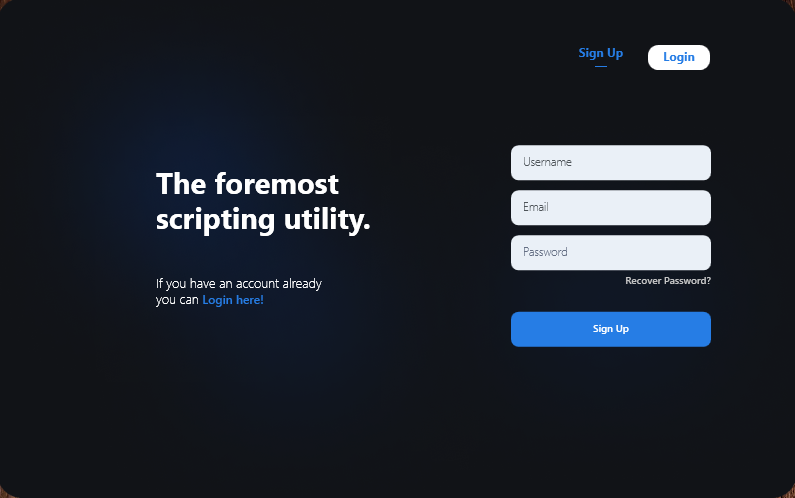 Sign Up
Login
The foremost
scripting utility.
If you have an account already
you can Login here!
Username
Email
Password
Recover Password?
Sign Up